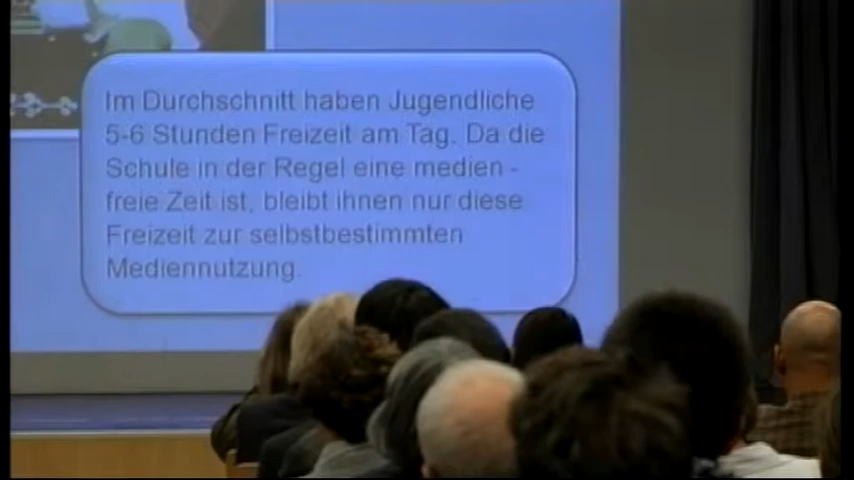 Im Durchschnitt haben Jugendliche
5-6 Stunden Freizeit am Tag. Da die
Schule in der Regel eine medien -
freie Zeit ist, bleibt ihnen nur diese
Freizeit zur selbstbestimmten
Mediennutzung.